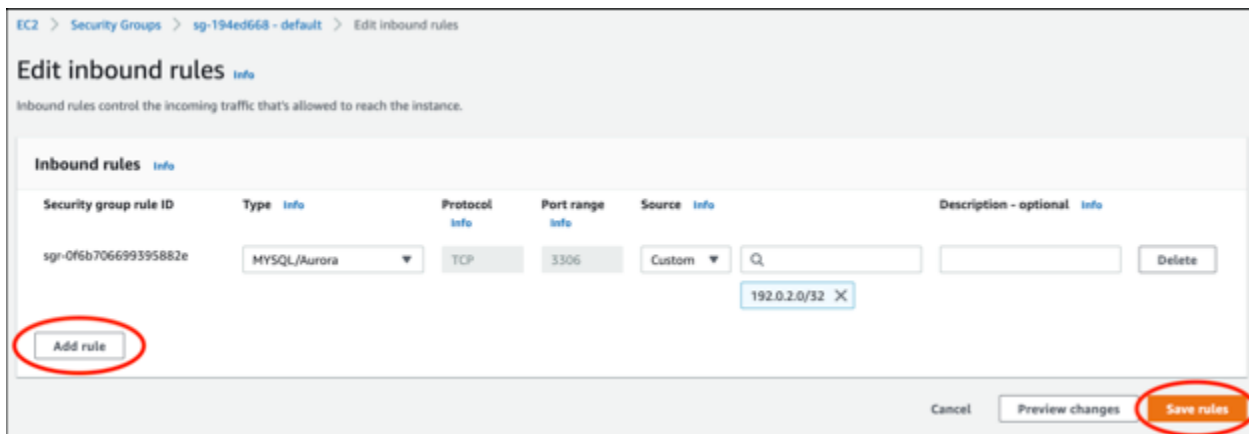 EC2 > Security Groups > sg-194ed668 - default > Edit inbound rules
Edit inbound rules Info
Inbound rules control the incoming traffic that's allowed to reach the instance.
Inbound rules Info
Security group rule ID Type Info Protocol Info Port range Info Source Info Description - optional Info
sgr-0f6b706699395882e MYSQL/Aurora TCP 3306 Custom Delete
192.0.2.0/32
Add rule
Cancel Preview changes Save rules